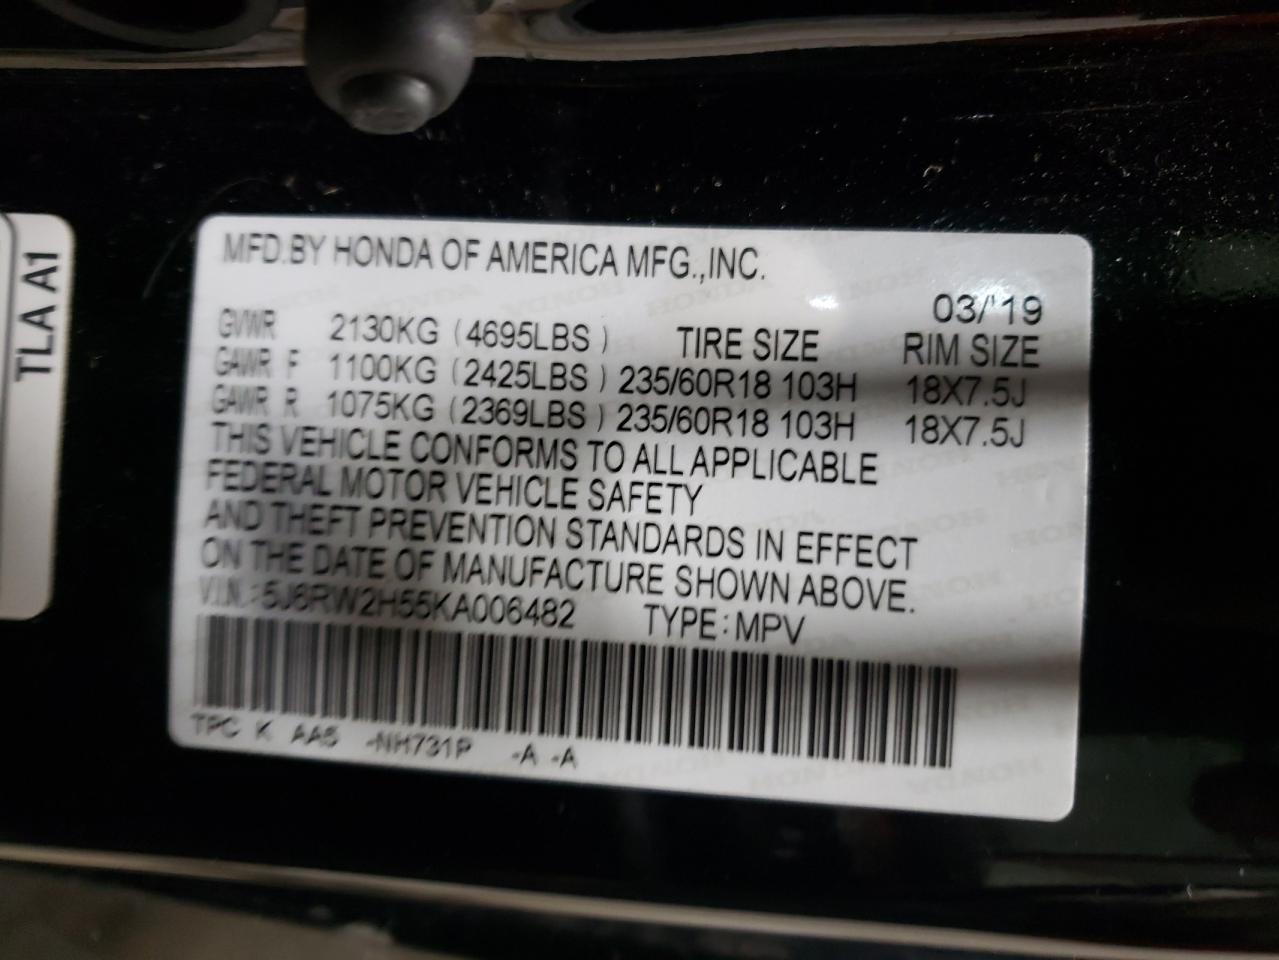 MFD.BY HONDA OF AMERICA MFG.,INC.
03/'19
GVWR 2130KG (4695LBS) TIRE SIZE RIM SIZE
GAWR F 1100KG (2425LBS) 235/60R18 103H 18X7.5J
GAWR R 1075KG (2369LBS) 235/60R18 103H 18X7.5J
THIS VEHICLE CONFORMS TO ALL APPLICABLE
FEDERAL MOTOR VEHICLE SAFETY
AND THEFT PREVENTION STANDARDS IN EFFECT
ON THE DATE OF MANUFACTURE SHOWN ABOVE.
V.I.N.: 5J6RW2H55KA006482 TYPE: MPV
TPC K AA5 -NH731P -A -A
TLA A1